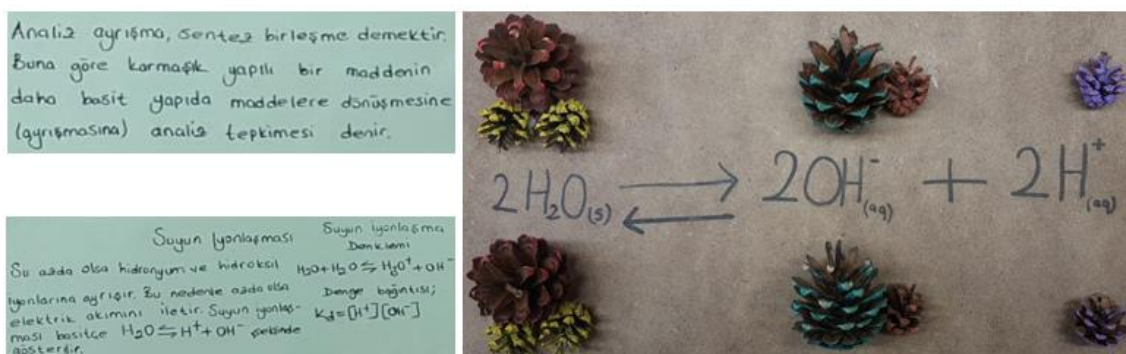 Analiz ayrışma, sentez birleşme demektir.
Buna göre karmaşık yapılı bir maddenin
daha basit yapıda maddelere dönüşmesine
(ayrışmasına) analiz tepkimesi denir.
Suyun İyonlaşması
Su azda olsa hidronyum ve hidroksil
iyonlarına ayrışır. Bu nedenle azda olsa
elektrik akımını iletir. Suyun iyonlaş-
ması basitçe H₂O ⇆ H⁺ + OH⁻ şeklinde
gösterilir.
Suyun İyonlaşma
Denklemi
H₂O + H₂O ⇆ H₃O⁺ + OH⁻
Denge bağıntısı;
Kd = [H⁺] [OH⁻]
2H₂O(s) ⇄ 2OH⁻(aq) + 2H⁺(aq)